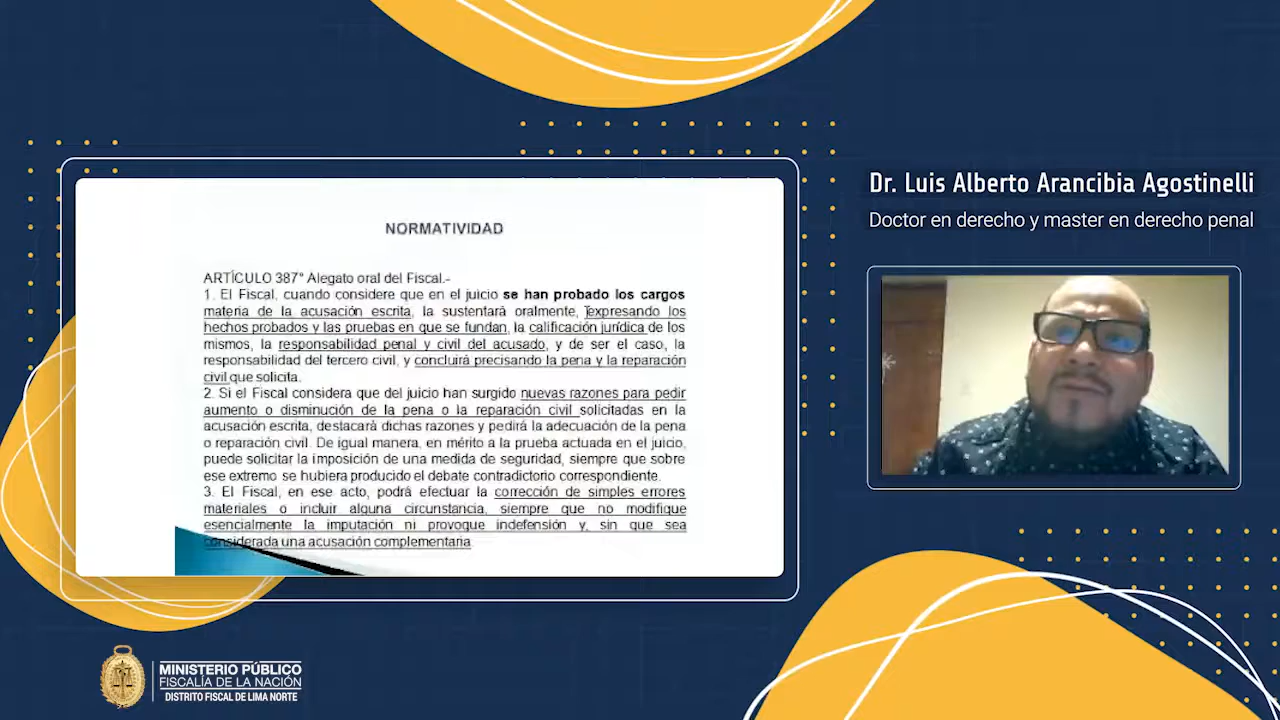 NORMATIVIDAD
ARTÍCULO 387° Alegato oral del Fiscal.-
1. El Fiscal, cuando considere que en el juicio se han probado los cargos
materia de la acusación escrita, la sustentará oralmente, expresando los
hechos probados y las pruebas en que se fundan, la calificación jurídica de los
mismos, la responsabilidad penal y civil del acusado, y de ser el caso, la
responsabilidad del tercero civil, y concluirá precisando la pena y la reparación
civil que solicita.
2. Si el Fiscal considera que del juicio han surgido nuevas razones para pedir
aumento o disminución de la pena o la reparación civil solicitadas en la
acusación escrita, destacará dichas razones y pedirá la adecuación de la pena
o reparación civil. De igual manera, en mérito a la prueba actuada en el juicio,
puede solicitar la imposición de una medida de seguridad, siempre que sobre
ese extremo se hubiera producido el debate contradictorio correspondiente.
3. El Fiscal, en ese acto, podrá efectuar la corrección de simples errores
materiales o incluir alguna circunstancia, siempre que no modifique
esencialmente la imputación ni provoque indefensión y, sin que sea
considerada una acusación complementaria.
Dr. Luis Alberto Arancibia Agostinelli
Doctor en derecho y master en derecho penal
MINISTERIO PÚBLICO
FISCALÍA DE LA NACIÓN
DISTRITO FISCAL DE LIMA NORTE